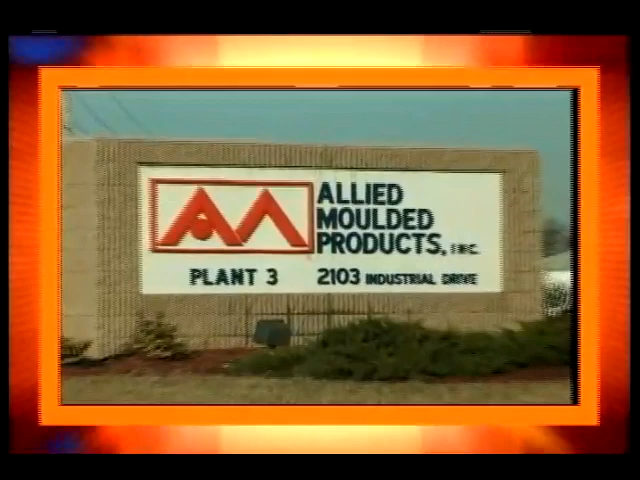 ALLIED
MOULDED
PRODUCTS, INC.
PLANT 3 2103 INDUSTRIAL DRIVE